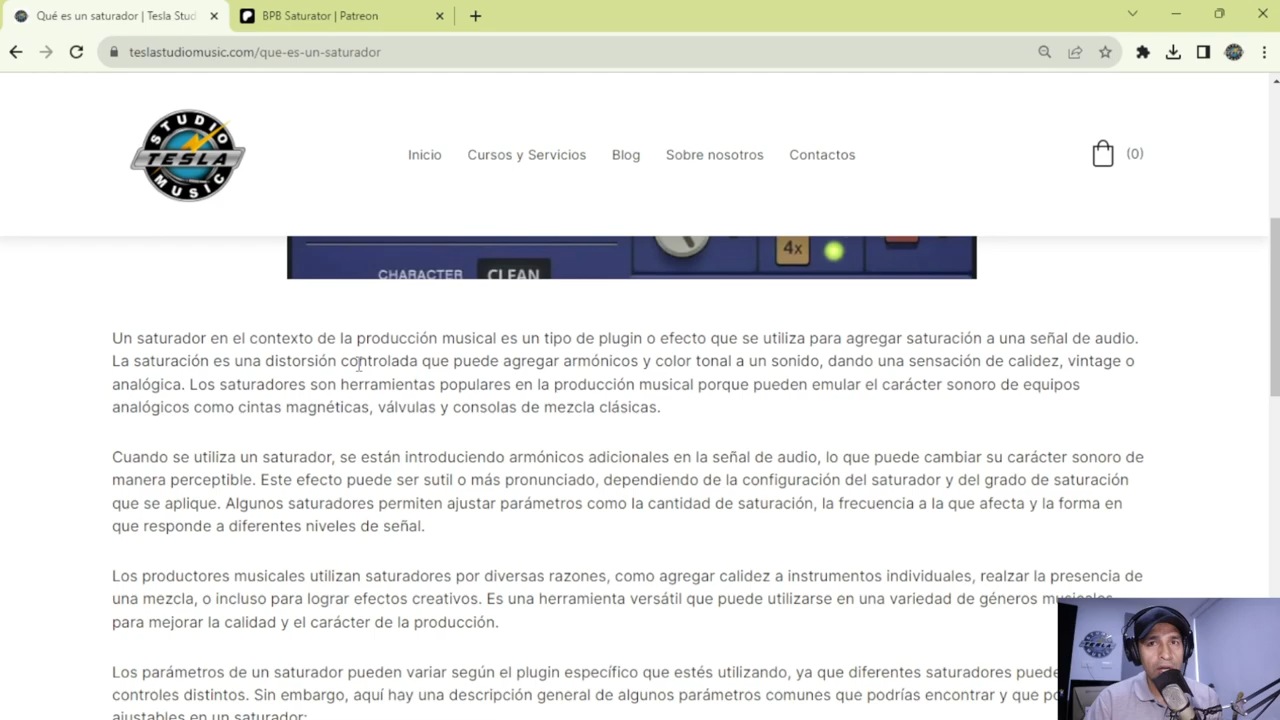 Qué es un saturador | Tesla Stud
BPB Saturator | Patreon
teslastudiomusic.com/que-es-un-saturador
STUDIO
TESLA
MUSIC
Inicio
Cursos y Servicios
Blog
Sobre nosotros
Contactos
(0)
4x
CHARACTER
CLEAN
Un saturador en el contexto de la producción musical es un tipo de plugin o efecto que se utiliza para agregar saturación a una señal de audio.
La saturación es una distorsión controlada que puede agregar armónicos y color tonal a un sonido, dando una sensación de calidez, vintage o
analógica. Los saturadores son herramientas populares en la producción musical porque pueden emular el carácter sonoro de equipos
analógicos como cintas magnéticas, válvulas y consolas de mezcla clásicas.
Cuando se utiliza un saturador, se están introduciendo armónicos adicionales en la señal de audio, lo que puede cambiar su carácter sonoro de
manera perceptible. Este efecto puede ser sutil o más pronunciado, dependiendo de la configuración del saturador y del grado de saturación
que se aplique. Algunos saturadores permiten ajustar parámetros como la cantidad de saturación, la frecuencia a la que afecta y la forma en
que responde a diferentes niveles de señal.
Los productores musicales utilizan saturadores por diversas razones, como agregar calidez a instrumentos individuales, realzar la presencia de
una mezcla, o incluso para lograr efectos creativos. Es una herramienta versátil que puede utilizarse en una variedad de géneros musicales
para mejorar la calidad y el carácter de la producción.
Los parámetros de un saturador pueden variar según el plugin específico que estés utilizando, ya que diferentes saturadores puede
controles distintos. Sin embargo, aquí hay una descripción general de algunos parámetros comunes que podrías encontrar y que po
ajustables en un saturador: